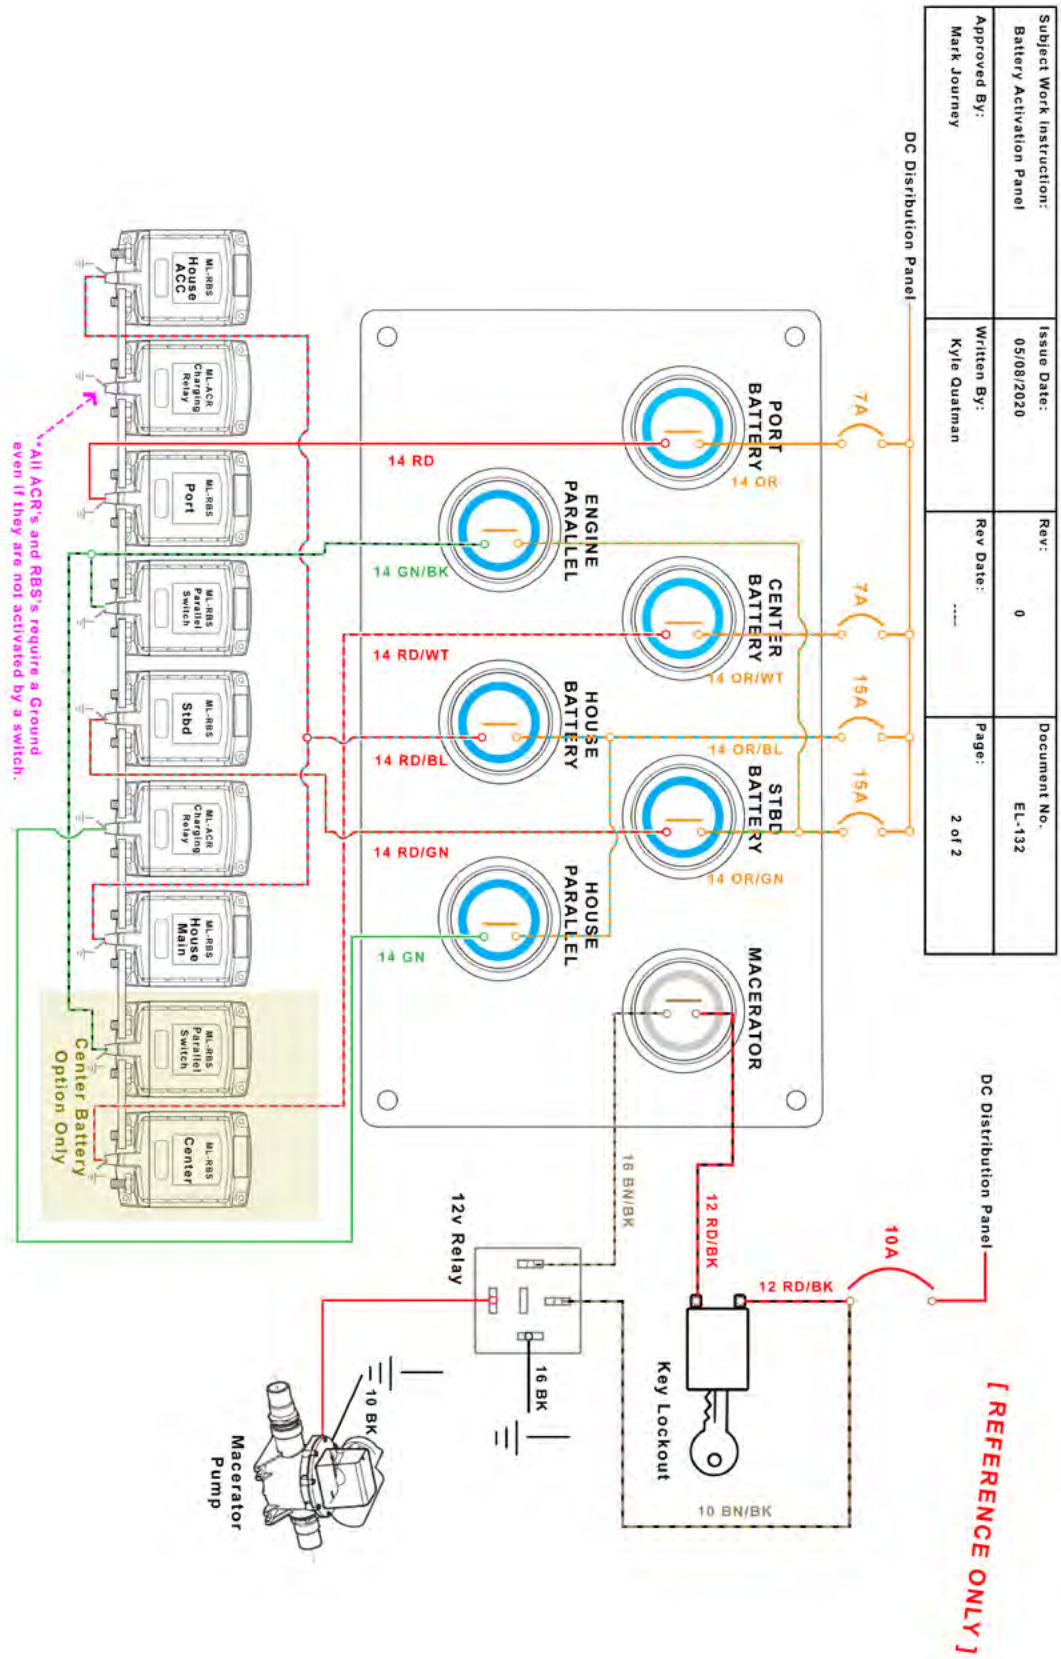 Subject Work Instruction:
Battery Activation Panel
Issue Date:
05/08/2020
Rev:
0
Document No.
EL-132
Approved By:
Mark Journey
Written By:
Kyle Quatman
Rev Date:
----
Page:
2 of 2
DC Disribution Panel
7A
7A
15A
15A
PORT
BATTERY
14 OR
CENTER
BATTERY
14 OR/WT
14 OR/BL
STBD
BATTERY
14 OR/GN
MACERATOR
ENGINE
PARALLEL
HOUSE
BATTERY
HOUSE
PARALLEL
14 RD
14 GN/BK
14 RD/WT
14 RD/BL
14 RD/GN
14 GN
ML-RBS
House
ACC
ML-ACR
Charging
Relay
ML-RBS
Port
ML-RBS
Parallel
Switch
ML-RBS
Stbd
ML-ACR
Charging
Relay
ML-RBS
House
Main
ML-RBS
Parallel
Switch
ML-RBS
Center
Center Battery
Option Only
**All ACR's and RBS's require a Ground
even if they are not activated by a switch.
DC Distribution Panel
10A
12 RD/BK
12 RD/BK
Key Lockout
10 BN/BK
16 BN/BK
12v Relay
16 BK
10 BK
Macerator
Pump
[ REFERENCE ONLY ]